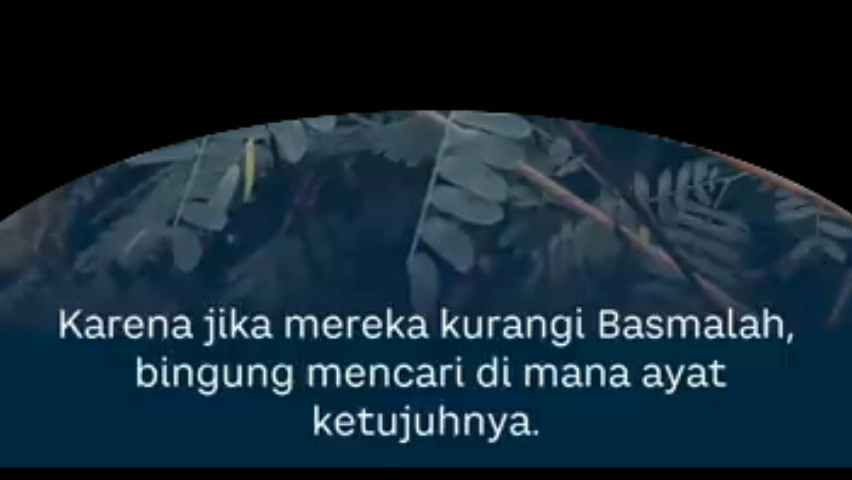 Karena jika mereka kurangi Basmalah,
bingung mencari di mana ayat
ketujuhnya.